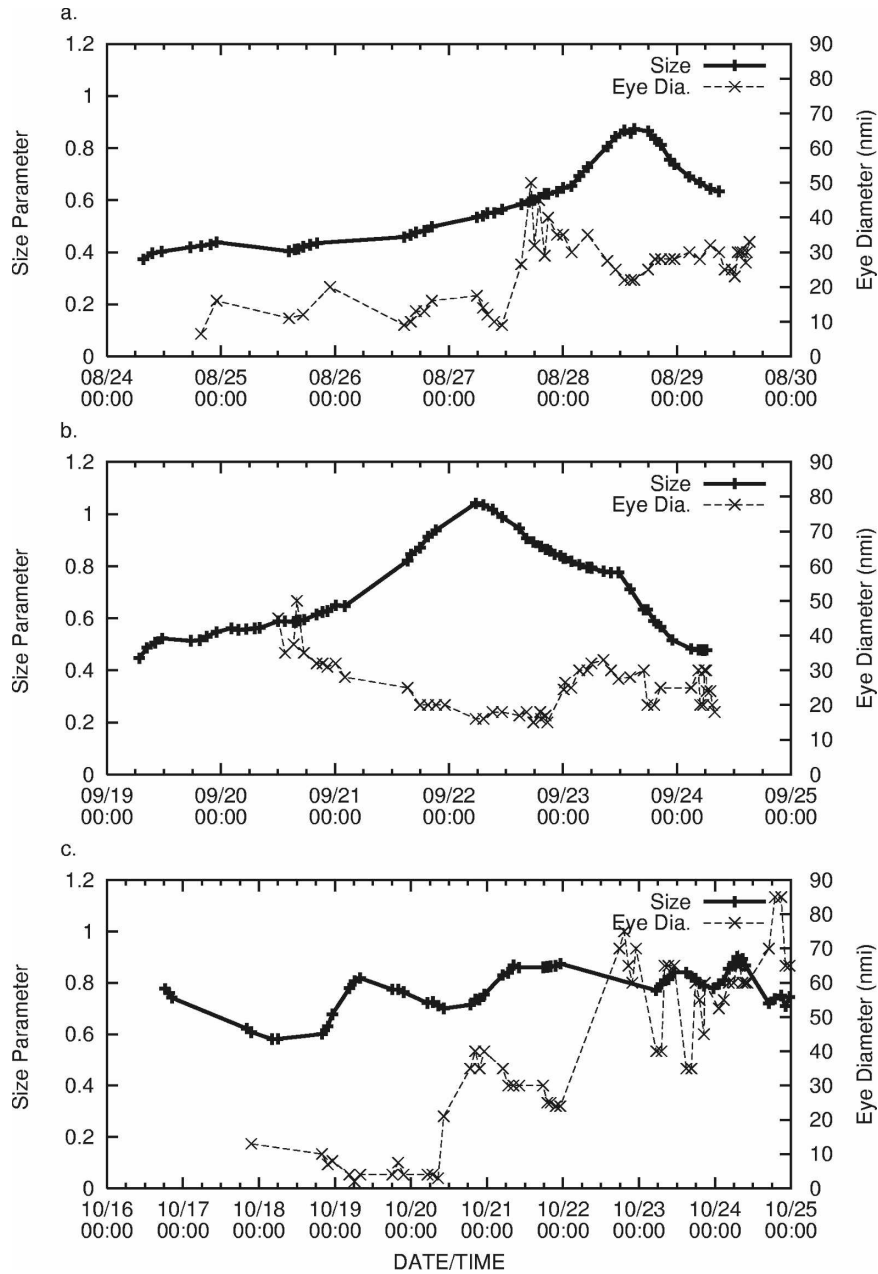 a.
1.2
1
0.8
0.6
0.4
0.2
0
Size Parameter
Size
Eye Dia.
90
80
70
60
50
40
30
20
10
0
Eye Diameter (nmi)
08/24 08/25 08/26 08/27 08/28 08/29 08/30
00:00 00:00 00:00 00:00 00:00 00:00 00:00
b.
1.2
1
0.8
0.6
0.4
0.2
0
Size Parameter
Size
Eye Dia.
90
80
70
60
50
40
30
20
10
0
Eye Diameter (nmi)
09/19 09/20 09/21 09/22 09/23 09/24 09/25
00:00 00:00 00:00 00:00 00:00 00:00 00:00
c.
1.2
1
0.8
0.6
0.4
0.2
0
Size Parameter
Size
Eye Dia.
90
80
70
60
50
40
30
20
10
0
Eye Diameter (nmi)
10/16 10/17 10/18 10/19 10/20 10/21 10/22 10/23 10/24 10/25
00:00 00:00 00:00 00:00 00:00 00:00 00:00 00:00 00:00 00:00
DATE/TIME